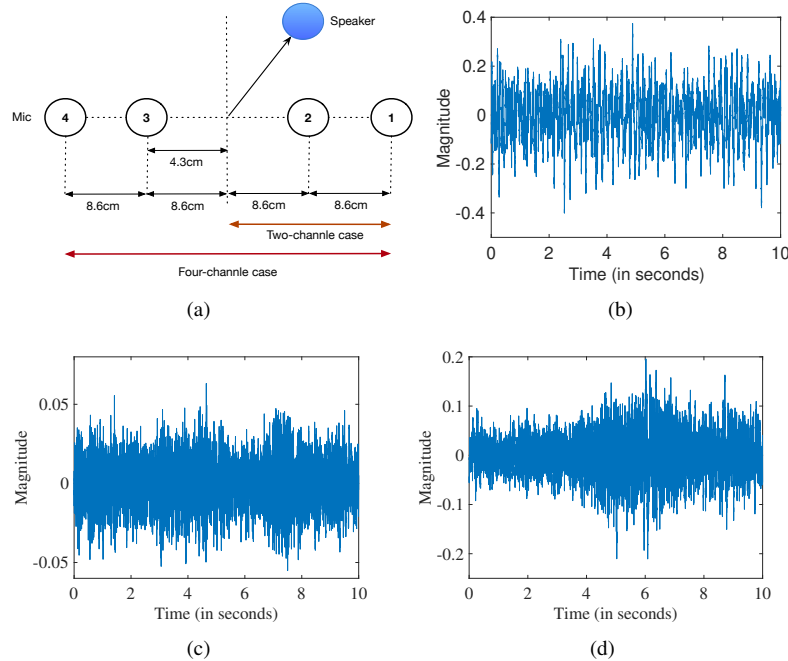 Speaker
Mic
4
3
2
1
4.3cm
8.6cm
8.6cm
8.6cm
8.6cm
Two-channle case
Four-channle case
(a)
Magnitude
0.4
0.2
0
-0.2
-0.4
0 2 4 6 8 10
Time (in seconds)
(b)
Magnitude
0.05
0
-0.05
0 2 4 6 8 10
Time (in seconds)
(c)
Magnitude
0.2
0.1
0
-0.1
-0.2
0 2 4 6 8 10
Time (in seconds)
(d)